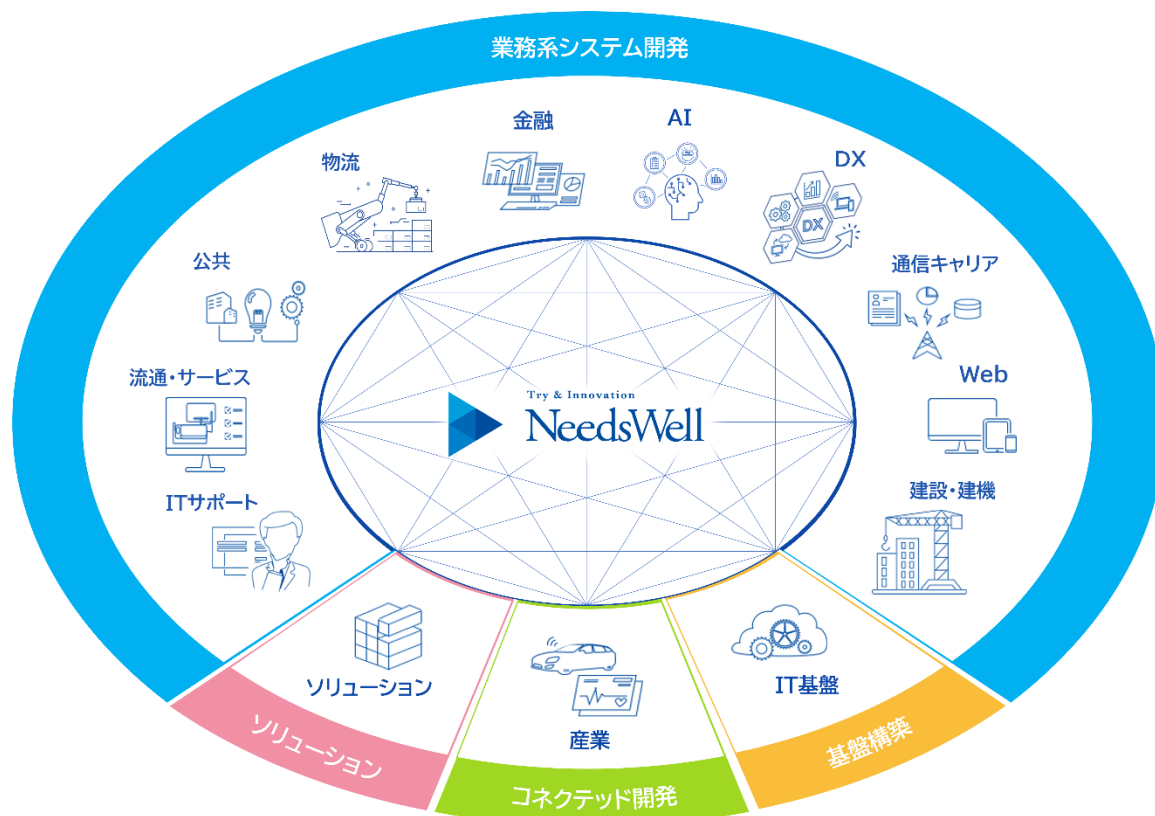 業務系システム開発
金融
AI
物流
DX
DX
公共
通信キャリア
流通・サービス
Web
Try & Innovation
NeedsWell
ITサポート
建設・建機
ソリューション
産業
IT基盤
ソリューション
コネクテッド開発
基盤構築